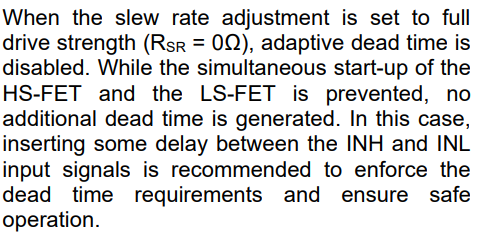 When the slew rate adjustment is set to full
drive strength (RSR = 0Ω), adaptive dead time is
disabled. While the simultaneous start-up of the
HS-FET and the LS-FET is prevented, no
additional dead time is generated. In this case,
inserting some delay between the INH and INL
input signals is recommended to enforce the
dead time requirements and ensure safe
operation.